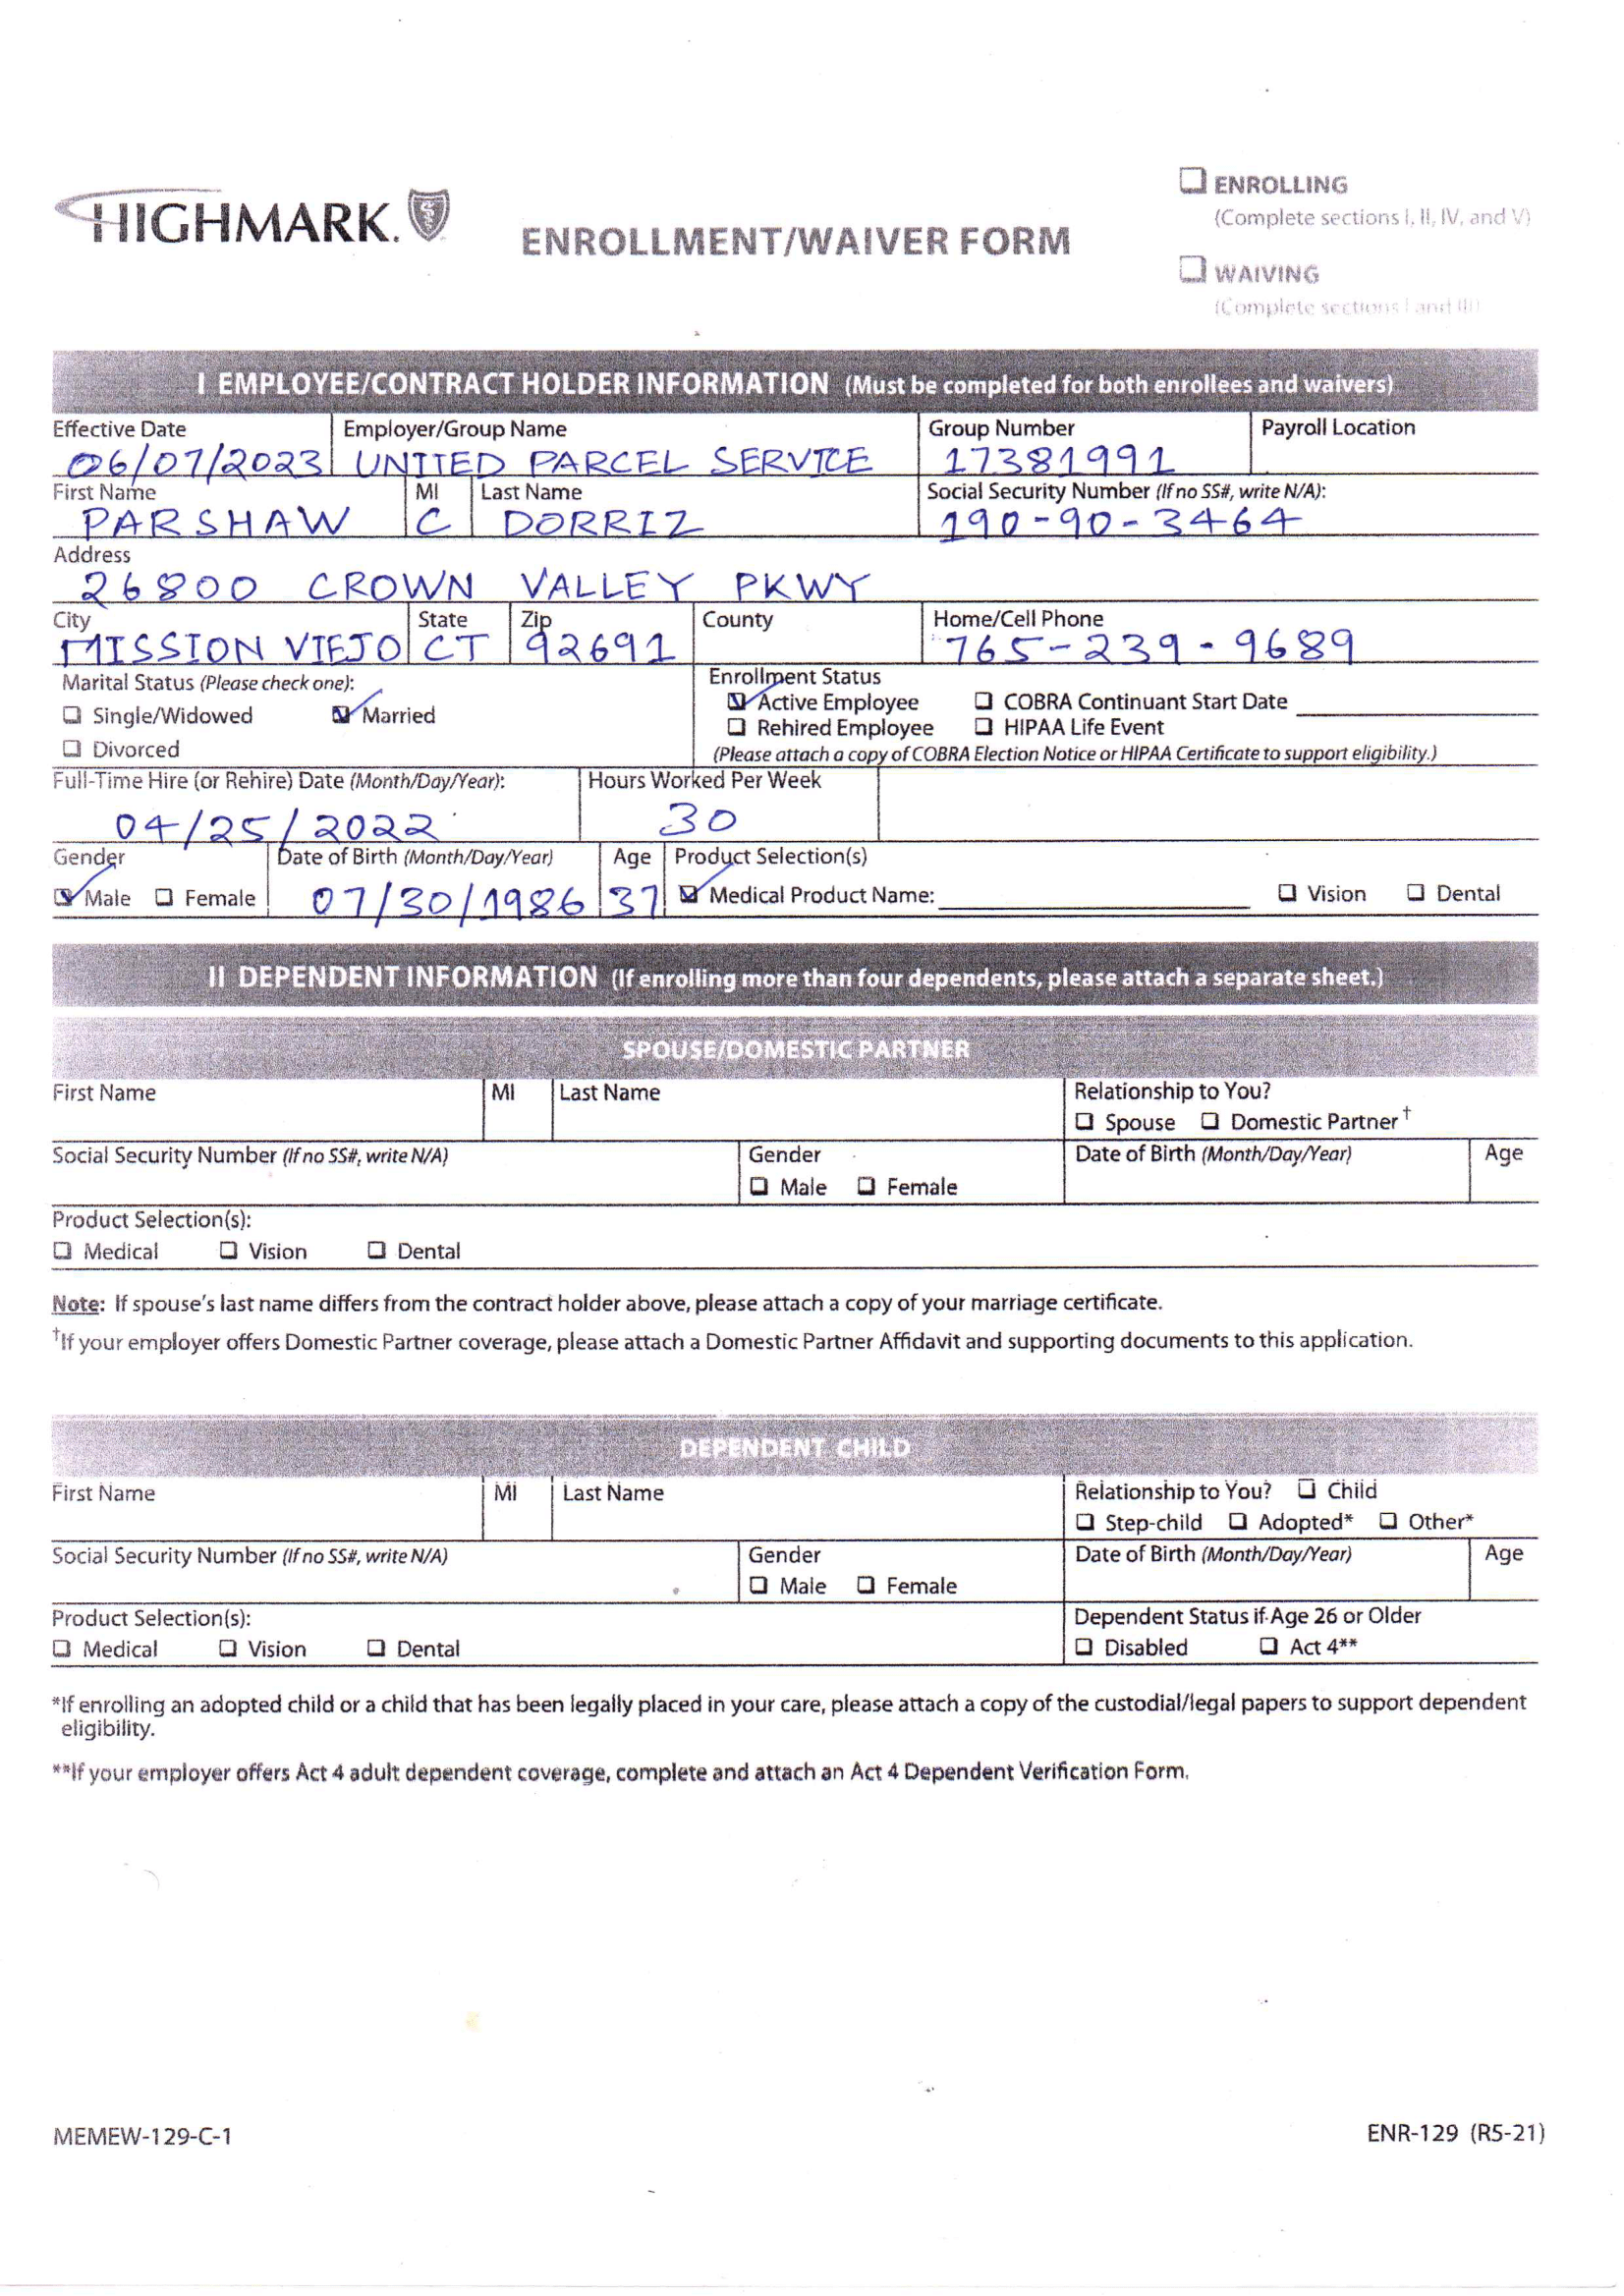 HIGHMARK.
ENROLLMENT/WAIVER FORM
❑ ENROLLING
(Complete sections I, II, IV, and V)
❑ WAIVING
(Complete sections I and III)
I EMPLOYEE/CONTRACT HOLDER INFORMATION (Must be completed for both enrollees and waivers)
Effective Date Employer/Group Name Group Number Payroll Location
06/07/2023 UNITED PARCEL SERVICE 17381991
First Name MI Last Name Social Security Number (If no SS#, write N/A):
PARSHAW C DORRIZ 190-90-3464
Address
26800 CROWN VALLEY PKWY
City State Zip County Home/Cell Phone
MISSION VIEJO CT 92691 765-239-9689
Marital Status (Please check one): Enrollment Status
☑ Active Employee ❑ COBRA Continuant Start Date
❑ Single/Widowed ☑ Married
❑ Rehired Employee ❑ HIPAA Life Event
❑ Divorced (Please attach a copy of COBRA Election Notice or HIPAA Certificate to support eligibility.)
Full-Time Hire (or Rehire) Date (Month/Day/Year): Hours Worked Per Week
04/25/2022 30
Gender Date of Birth (Month/Day/Year) Age Product Selection(s)
☑ Male ❑ Female 07/30/1986 37 ☑ Medical Product Name: ❑ Vision ❑ Dental
II DEPENDENT INFORMATION (If enrolling more than four dependents, please attach a separate sheet.)
SPOUSE/DOMESTIC PARTNER
First Name MI Last Name Relationship to You?
❑ Spouse ❑ Domestic Partner†
Social Security Number (If no SS#, write N/A) Gender Date of Birth (Month/Day/Year) Age
❑ Male ❑ Female
Product Selection(s):
❑ Medical ❑ Vision ❑ Dental
Note: If spouse's last name differs from the contract holder above, please attach a copy of your marriage certificate.
†If your employer offers Domestic Partner coverage, please attach a Domestic Partner Affidavit and supporting documents to this application.
DEPENDENT CHILD
First Name MI Last Name Relationship to You? ❑ Child
❑ Step-child ❑ Adopted* ❑ Other*
Social Security Number (If no SS#, write N/A) Gender Date of Birth (Month/Day/Year) Age
❑ Male ❑ Female
Product Selection(s): Dependent Status if Age 26 or Older
❑ Medical ❑ Vision ❑ Dental ❑ Disabled ❑ Act 4**
*If enrolling an adopted child or a child that has been legally placed in your care, please attach a copy of the custodial/legal papers to support dependent
eligibility.
**If your employer offers Act 4 adult dependent coverage, complete and attach an Act 4 Dependent Verification Form.
MEMEW-129-C-1 ENR-129 (R5-21)